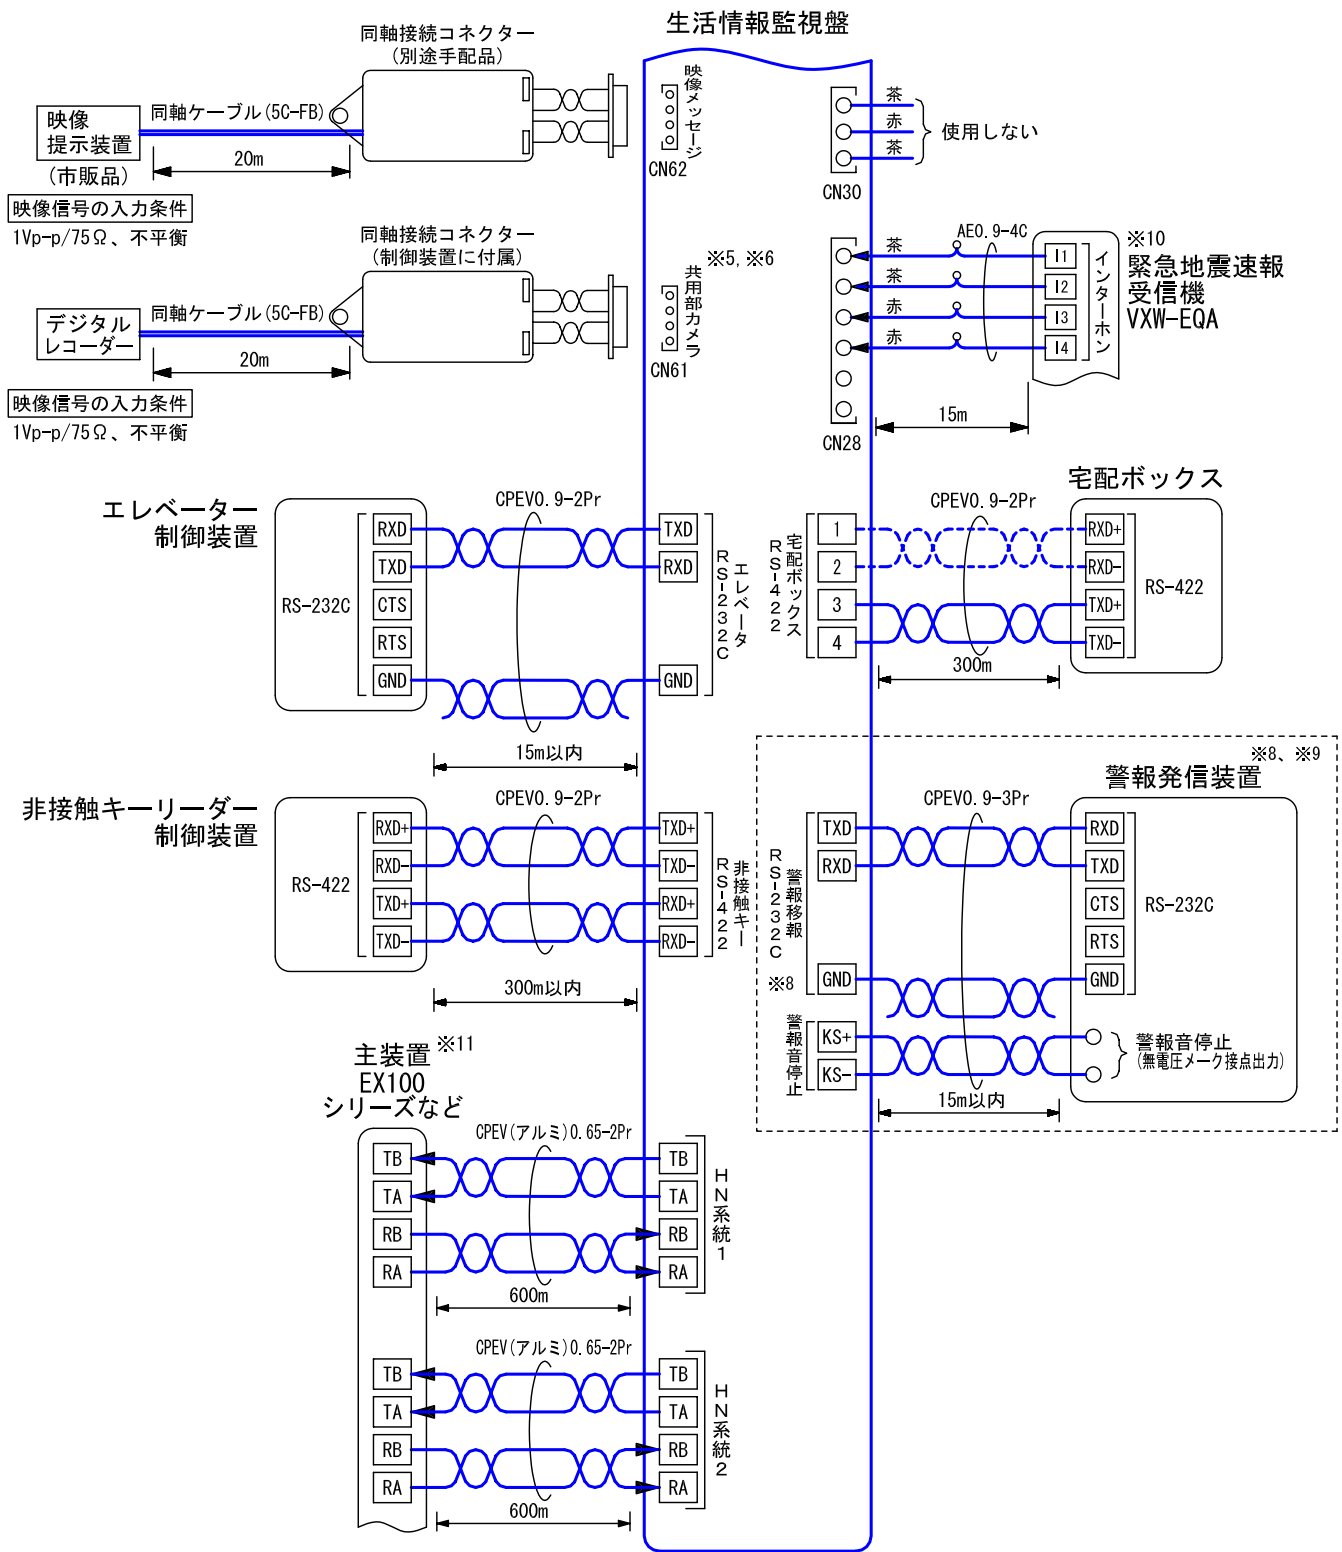 生活情報監視盤
同軸接続コネクター
(別途手配品)
映像
提示装置
(市販品)
同軸ケーブル(5C-FB)
20m
映像信号の入力条件
1Vp-p/75Ω、不平衡
映像メッセージ
CN62
茶
赤
茶
使用しない
CN30
同軸接続コネクター
(制御装置に付属)
デジタル
レコーダー
同軸ケーブル(5C-FB)
20m
映像信号の入力条件
1Vp-p/75Ω、不平衡
※5, ※6
共用部カメラ
CN61
茶
茶
赤
赤
AE0.9-4C
I1
I2
I3
I4
インターホン
※10
緊急地震速報
受信機
VXW-EQA
CN28
15m
エレベーター
制御装置
RS-232C
RXD
TXD
CTS
RTS
GND
CPEV0.9-2Pr
15m以内
TXD
RXD
GND
エレベータ
RS-232C
宅配ボックス
RS-422
1
2
3
4
CPEV0.9-2Pr
300m
宅配ボックス
RXD+
RXD-
TXD+
TXD-
RS-422
非接触キーリーダー
制御装置
RS-422
RXD+
RXD-
TXD+
TXD-
CPEV0.9-2Pr
300m以内
TXD+
TXD-
RXD+
RXD-
非接触キー
RS-422
※8、※9
警報発信装置
警報移報
RS-232C
※8
TXD
RXD
GND
警報音停止
KS+
KS-
CPEV0.9-3Pr
15m以内
RXD
TXD
CTS
RTS
GND
RS-232C
警報音停止
(無電圧メーク接点出力)
主装置 ※11
EX100
シリーズなど
TB
TA
RB
RA
CPEV(アルミ)0.65-2Pr
600m
TB
TA
RB
RA
HN系統1
TB
TA
RB
RA
CPEV(アルミ)0.65-2Pr
600m
TB
TA
RB
RA
HN系統2